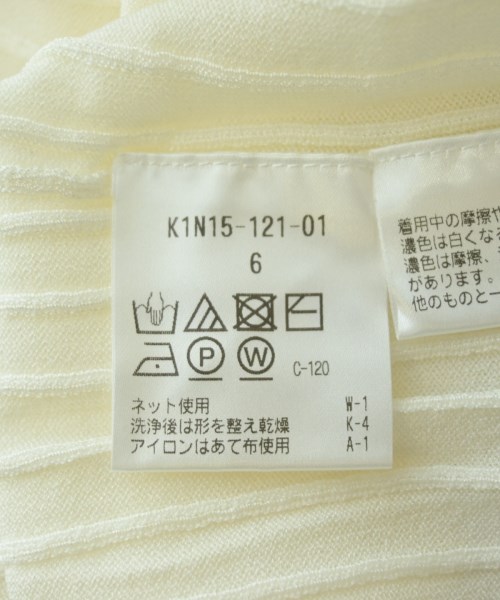 K1N15-121-01
6
P W C-120
ネット使用 W-1
洗浄後は形を整え乾燥 K-4
アイロンはあて布使用 A-1
着用中の摩擦や
濃色は白くなる
濃色は摩擦、
があります。
他のものと一